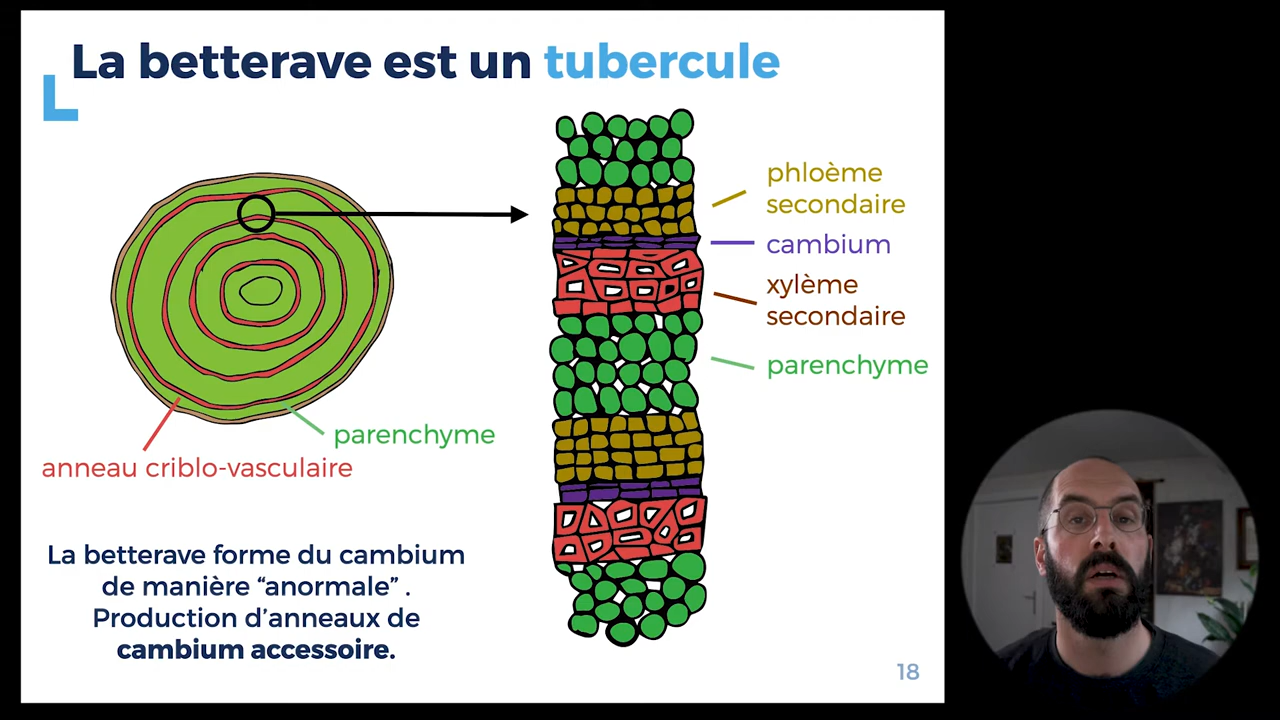 La betterave est un tubercule
phloème
secondaire
cambium
xylème
secondaire
parenchyme
parenchyme
anneau criblo-vasculaire
La betterave forme du cambium
de manière “anormale” .
Production d’anneaux de
cambium accessoire.
18